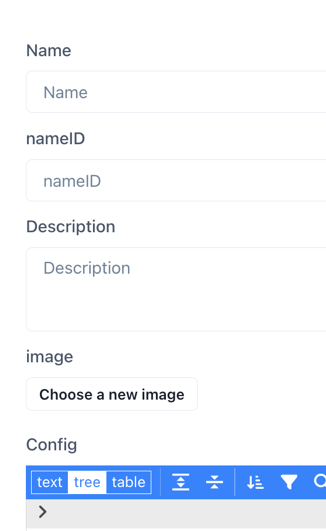 Name
Name
nameID
nameID
Description
Description
image
Choose a new image
Config
text tree table